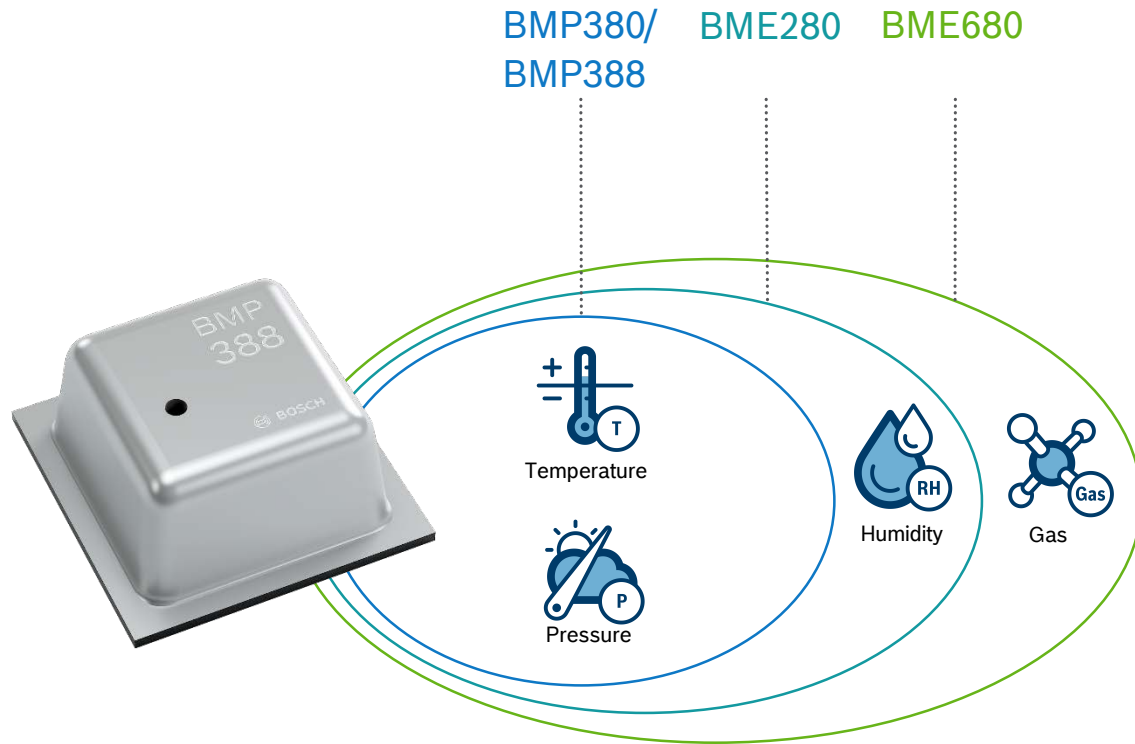 BMP380/
BMP388
BME280
BME680
BMP
388
BOSCH
+
−
T
Temperature
RH
Humidity
Gas
Gas
P
Pressure